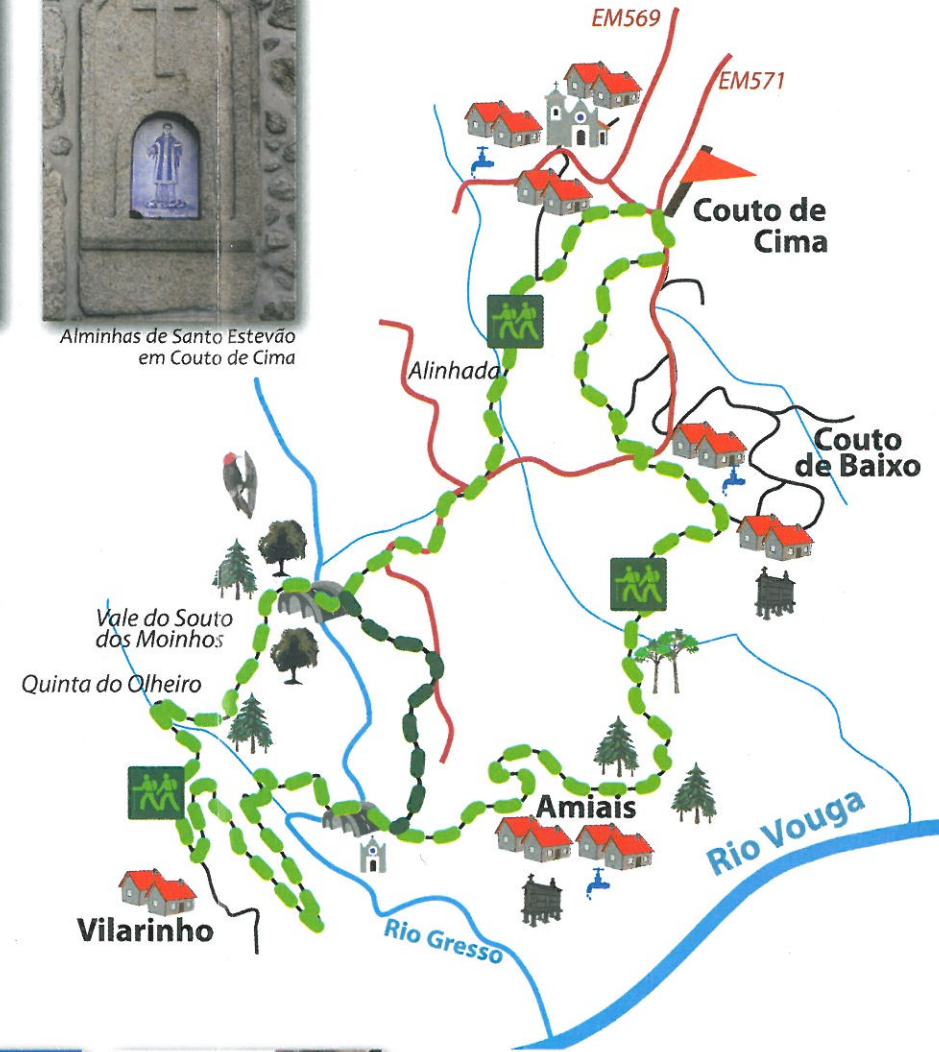 EM569
EM571
Couto de
Cima
Alminhas de Santo Estevão
em Couto de Cima
Alinhada
Couto
de Baixo
Vale do Souto
dos Moinhos
Quinta do Olheiro
Amiais
Rio Vouga
Vilarinho
Rio Gresso